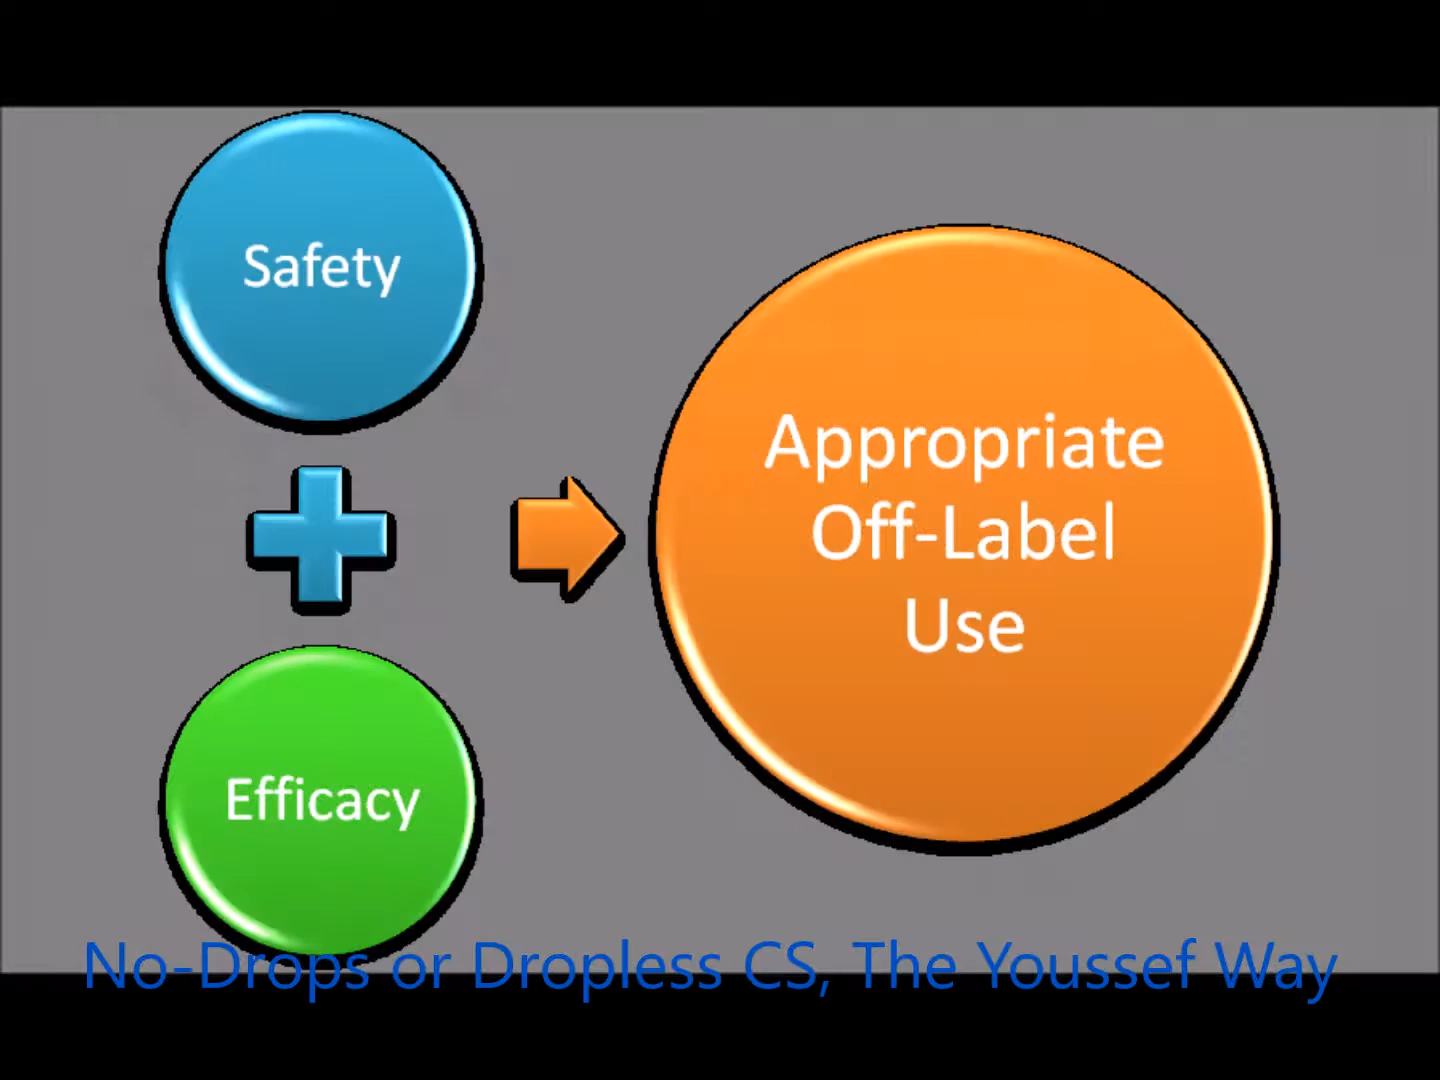 Safety
Efficacy
Appropriate
Off-Label
Use
No-Drops or Dropless CS, The Youssef Way